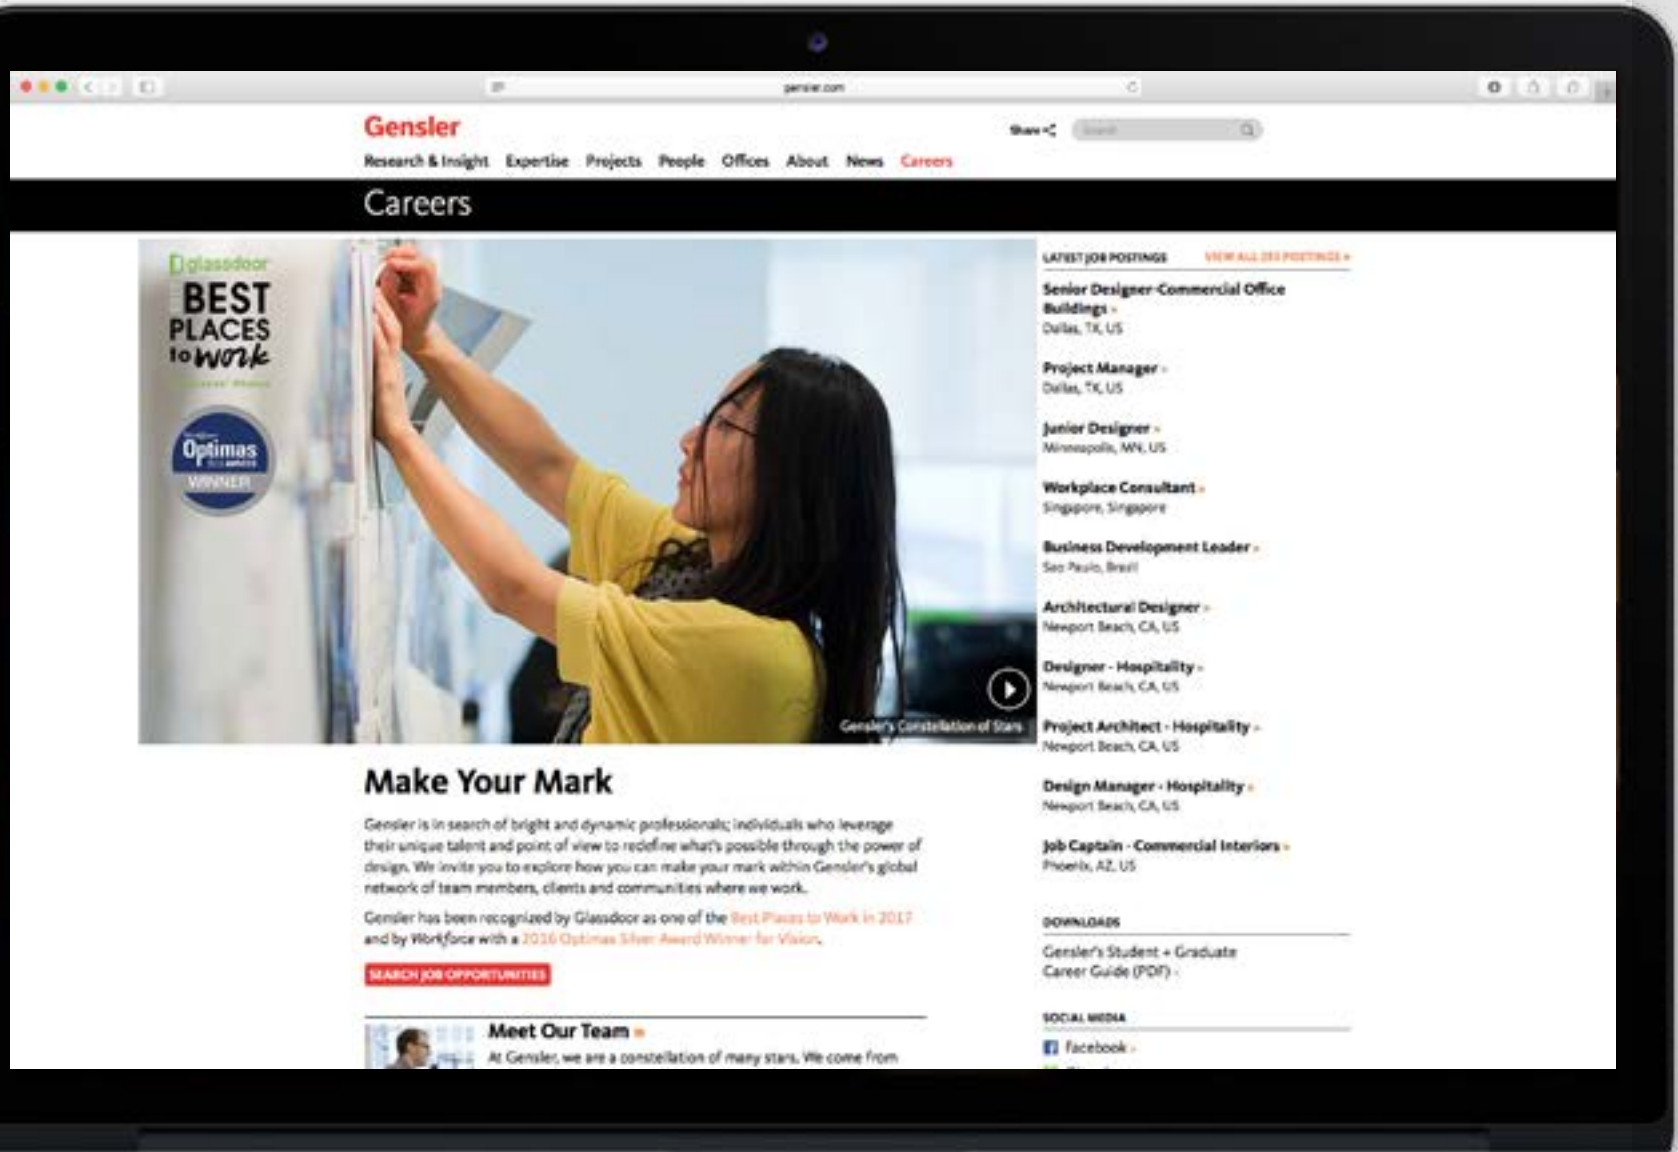 gensler.com
Gensler
Share
Search
Research & Insight Expertise Projects People Offices About News Careers
Careers
glassdoor
BEST
PLACES
to work
Optimas
WINNER
Gensler's Constellation of Stars
Make Your Mark
Gensler is in search of bright and dynamic professionals; individuals who leverage
their unique talent and point of view to redefine what's possible through the power of
design. We invite you to explore how you can make your mark within Gensler's global
network of team members, clients and communities where we work.
Gensler has been recognized by Glassdoor as one of the Best Places to Work in 2017
and by Workforce with a 2016 Optimas Silver Award Winner for Vision.
SEARCH JOB OPPORTUNITIES
Meet Our Team »
At Gensler, we are a constellation of many stars. We come from
LATEST JOB POSTINGS VIEW ALL POSTINGS »
Senior Designer-Commercial Office
Buildings »
Dallas, TX, US
Project Manager »
Dallas, TX, US
Junior Designer »
Minneapolis, MN, US
Workplace Consultant »
Singapore, Singapore
Business Development Leader »
Sao Paulo, Brazil
Architectural Designer »
Newport Beach, CA, US
Designer - Hospitality »
Newport Beach, CA, US
Project Architect - Hospitality »
Newport Beach, CA, US
Design Manager - Hospitality »
Newport Beach, CA, US
Job Captain - Commercial Interiors »
Phoenix, AZ, US
DOWNLOADS
Gensler's Student + Graduate
Career Guide (PDF) »
SOCIAL MEDIA
Facebook »